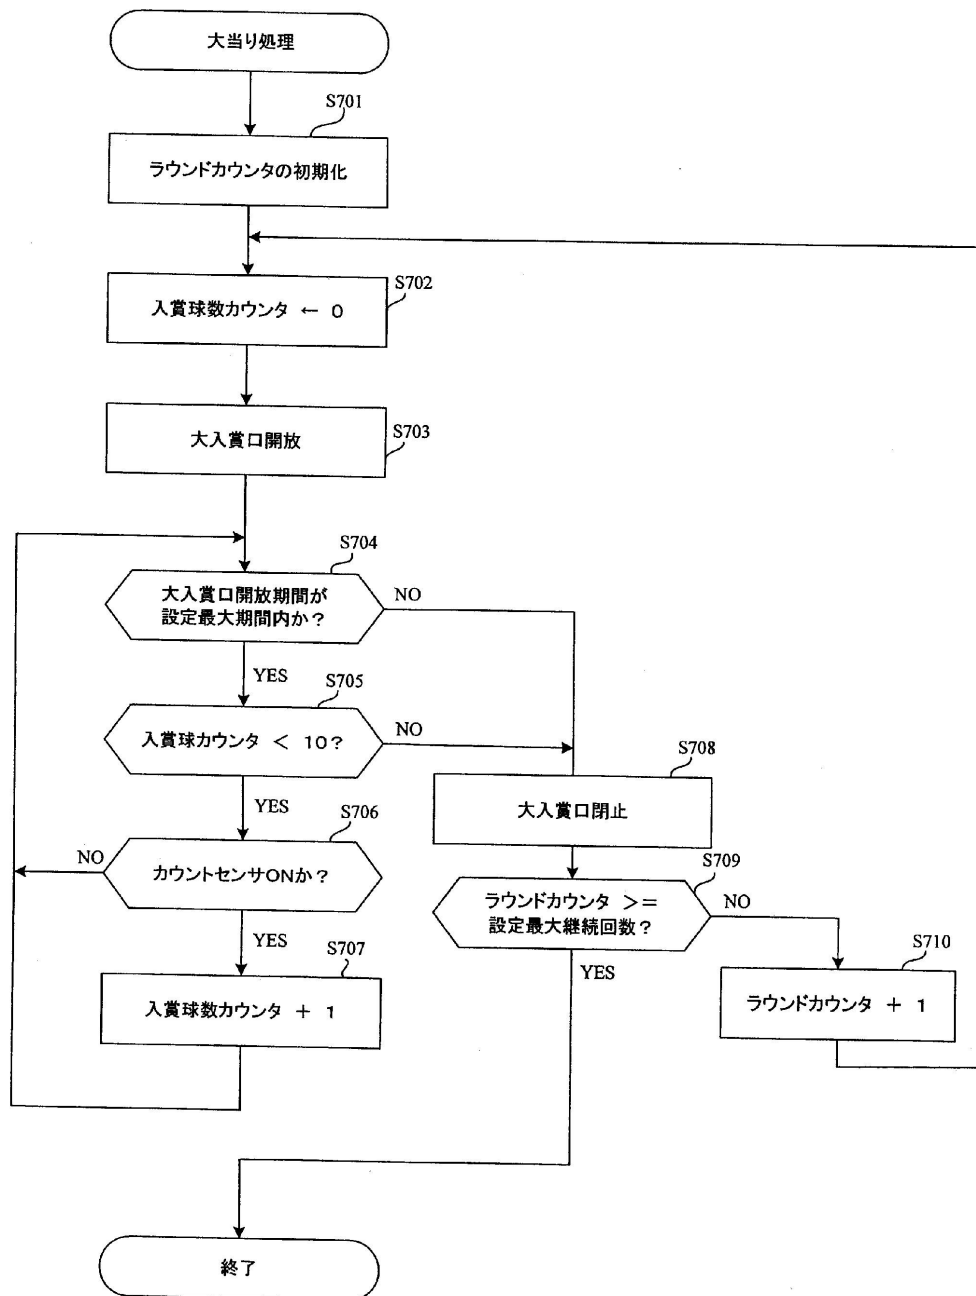 大当り処理
S701
ラウンドカウンタの初期化
S702
入賞球数カウンタ ← 0
S703
大入賞口開放
S704
大入賞口開放期間が
設定最大期間内か?
NO
YES
S705
入賞球カウンタ < 10?
NO
YES
S706
カウントセンサONか?
NO
YES
S707
入賞球数カウンタ + 1
S708
大入賞口閉止
S709
ラウンドカウンタ >=
設定最大継続回数?
NO
YES
S710
ラウンドカウンタ + 1
終了